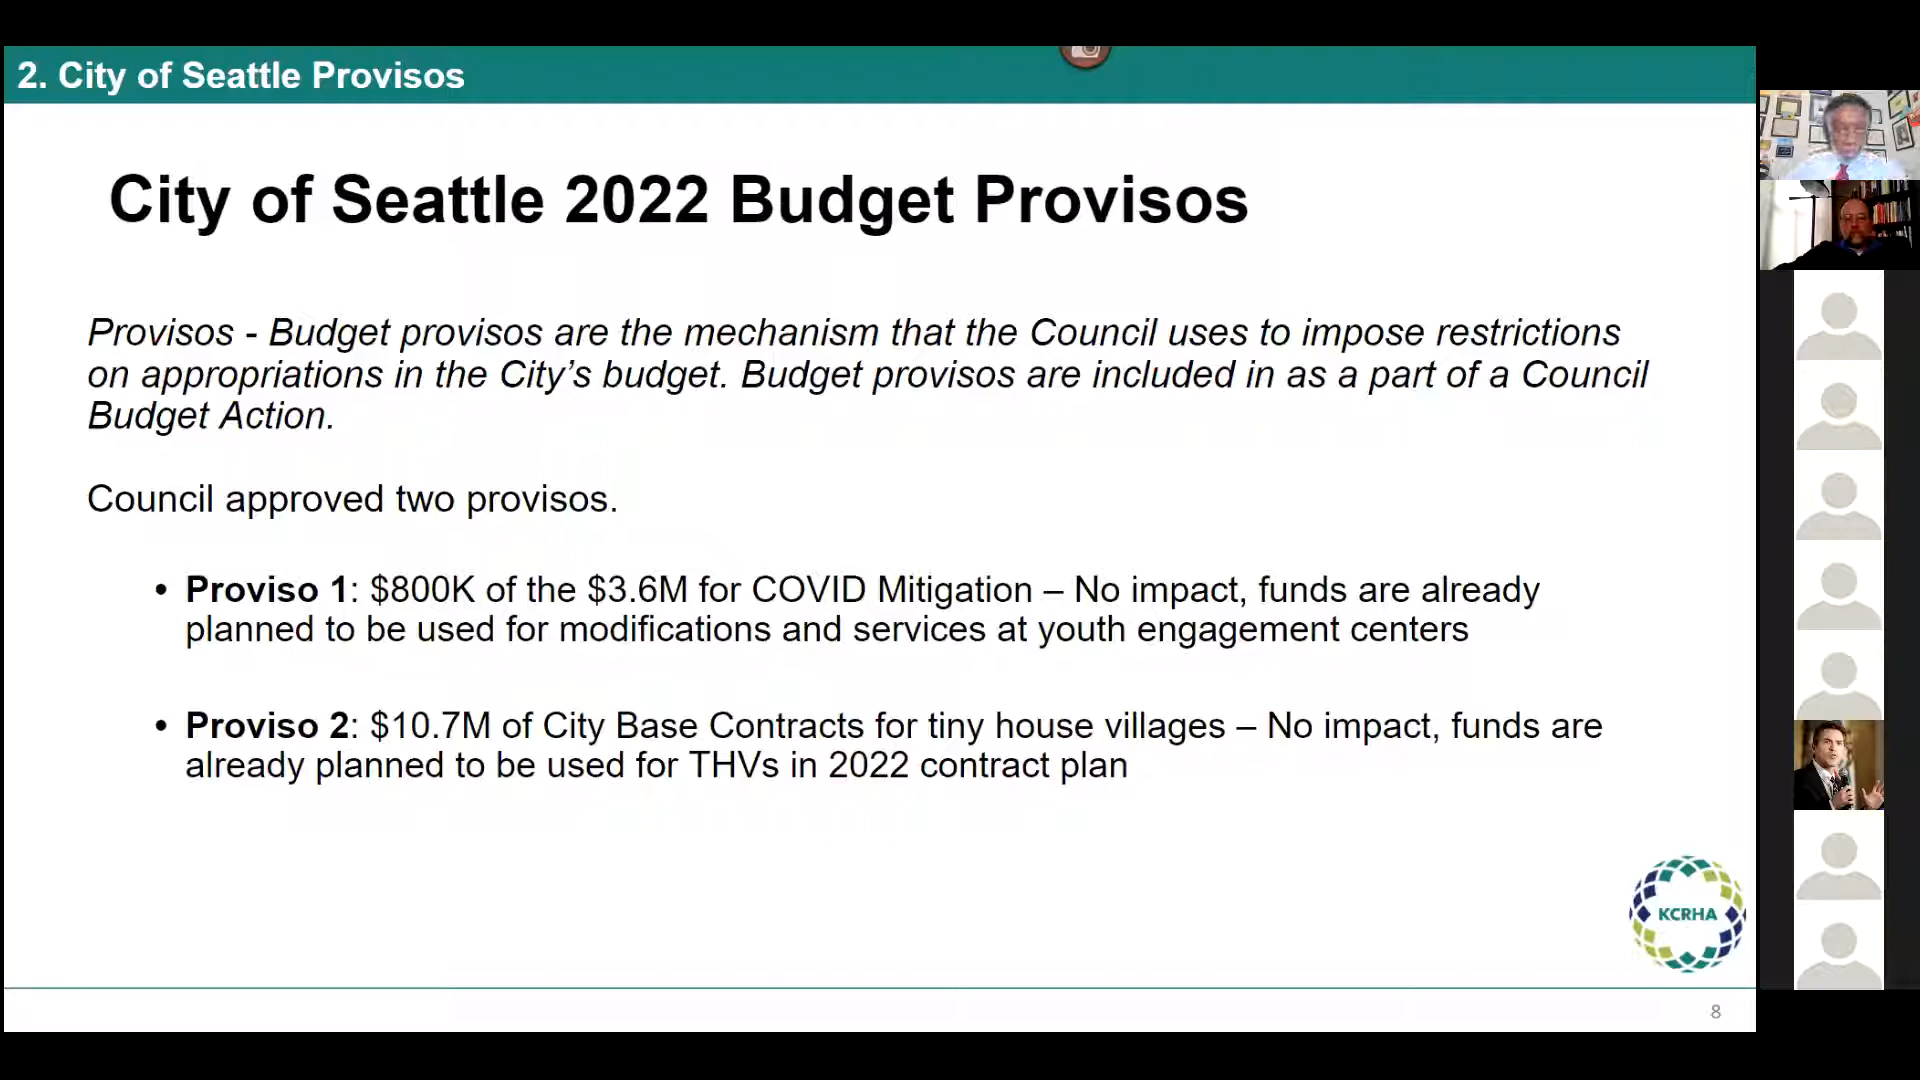 2. City of Seattle Provisos
City of Seattle 2022 Budget Provisos
Provisos - Budget provisos are the mechanism that the Council uses to impose restrictions
on appropriations in the City’s budget. Budget provisos are included in as a part of a Council
Budget Action.
Council approved two provisos.
• Proviso 1: $800K of the $3.6M for COVID Mitigation – No impact, funds are already
planned to be used for modifications and services at youth engagement centers
• Proviso 2: $10.7M of City Base Contracts for tiny house villages – No impact, funds are
already planned to be used for THVs in 2022 contract plan
KCRHA
8